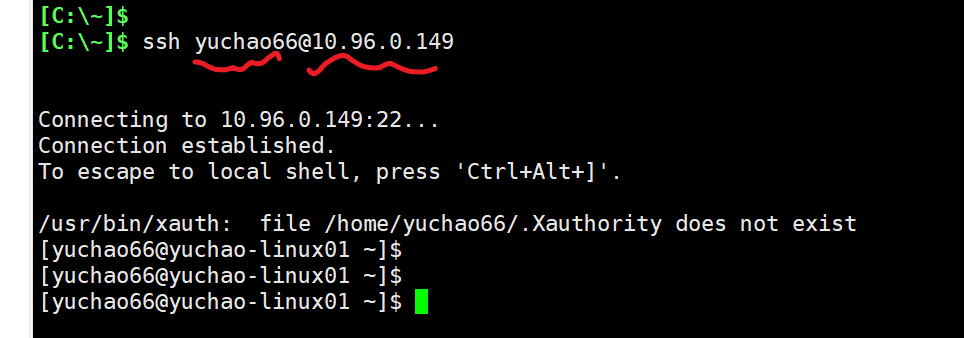 [C:\~]$
[C:\~]$ ssh yuchao66@10.96.0.149
Connecting to 10.96.0.149:22...
Connection established.
To escape to local shell, press 'Ctrl+Alt+]'.
/usr/bin/xauth:  file /home/yuchao66/.Xauthority does not exist
[yuchao66@yuchao-linux01 ~]$
[yuchao66@yuchao-linux01 ~]$
[yuchao66@yuchao-linux01 ~]$